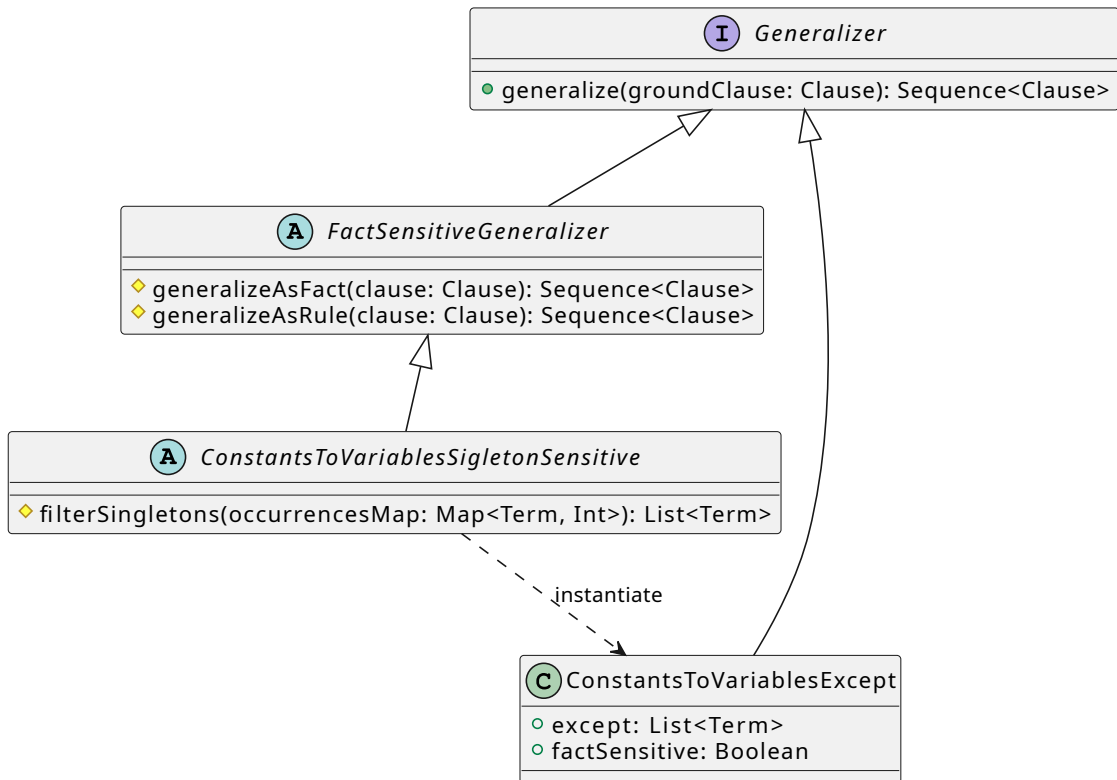 I Generalizer
generalize(groundClause: Clause): Sequence<Clause>
A FactSensitiveGeneralizer
generalizeAsFact(clause: Clause): Sequence<Clause>
generalizeAsRule(clause: Clause): Sequence<Clause>
A ConstantsToVariablesSigletonSensitive
filterSingletons(occurrencesMap: Map<Term, Int>): List<Term>
instantiate
C ConstantsToVariablesExcept
except: List<Term>
factSensitive: Boolean